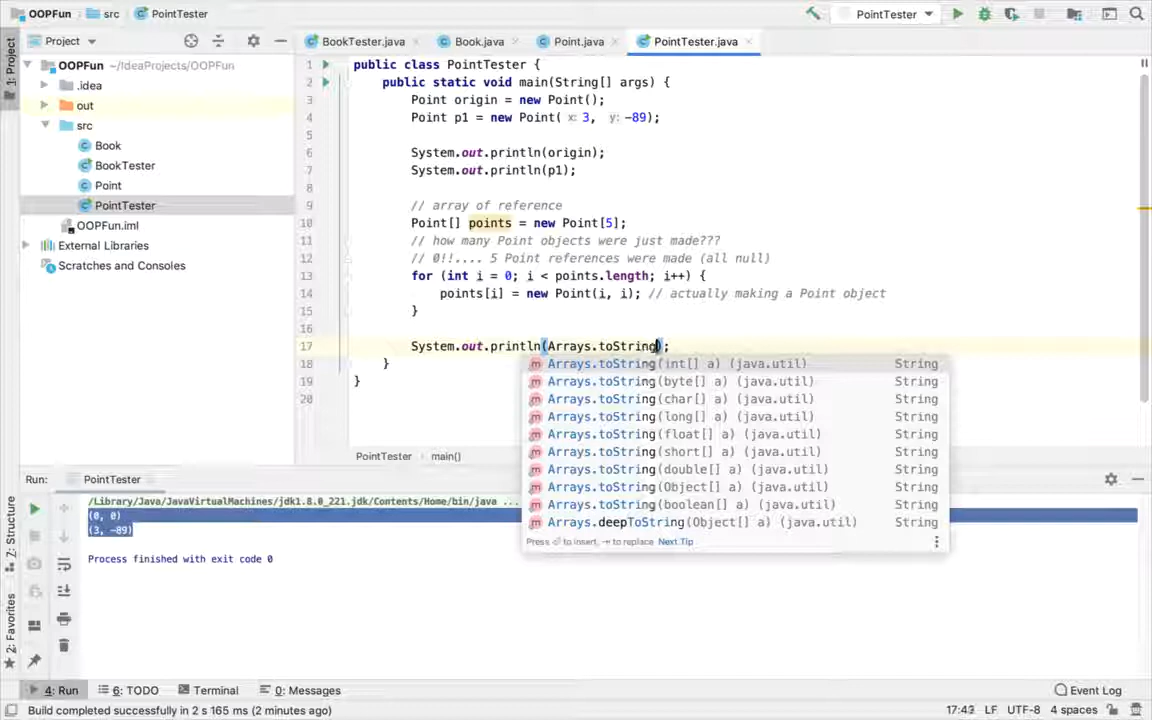 OOPFun src PointTester
PointTester
1: Project
Project
BookTester.java Book.java Point.java PointTester.java
OOPFun ~/IdeaProjects/OOPFun
.idea
out
src
Book
BookTester
Point
PointTester
OOPFun.iml
External Libraries
Scratches and Consoles
1 public class PointTester {
2 public static void main(String[] args) {
3 Point origin = new Point();
4 Point p1 = new Point( x: 3, y: -89);
5
6 System.out.println(origin);
7 System.out.println(p1);
8
9 // array of reference
10 Point[] points = new Point[5];
11 // how many Point objects were just made???
12 // 0!!.... 5 Point references were made (all null)
13 for (int i = 0; i < points.length; i++) {
14 points[i] = new Point(i, i); // actually making a Point object
15 }
16
17 System.out.println(Arrays.toString);
18 }
19 }
20
Arrays.toString(int[] a) (java.util) String
Arrays.toString(byte[] a) (java.util) String
Arrays.toString(char[] a) (java.util) String
Arrays.toString(long[] a) (java.util) String
Arrays.toString(float[] a) (java.util) String
Arrays.toString(short[] a) (java.util) String
Arrays.toString(double[] a) (java.util) String
Arrays.toString(Object[] a) (java.util) String
Arrays.toString(boolean[] a) (java.util) String
Arrays.deepToString(Object[] a) (java.util) String
Press ⏎ to insert, ⇥ to replace Next Tip
PointTester main()
Run: PointTester
/Library/Java/JavaVirtualMachines/jdk1.8.0_221.jdk/Contents/Home/bin/java ...
(0, 0)
(3, -89)
Process finished with exit code 0
Z: Structure
2: Favorites
4: Run 6: TODO Terminal 0: Messages Event Log
Build completed successfully in 2 s 165 ms (2 minutes ago) 17:43 LF UTF-8 4 spaces